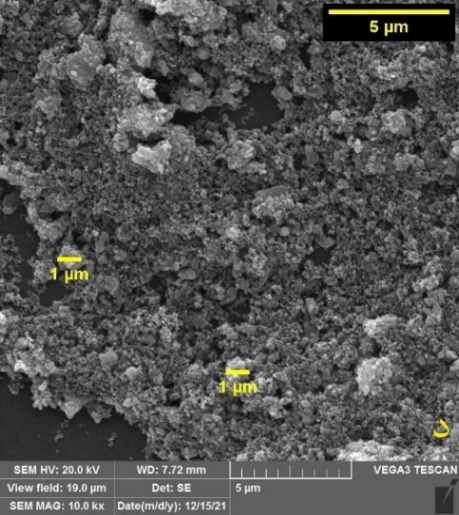 5 µm
1 µm
1 µm
د
SEM HV: 20.0 kV WD: 7.72 mm VEGA3 TESCAN
View field: 19.0 µm Det: SE 5 µm
SEM MAG: 10.0 kx Date(m/d/y): 12/15/21